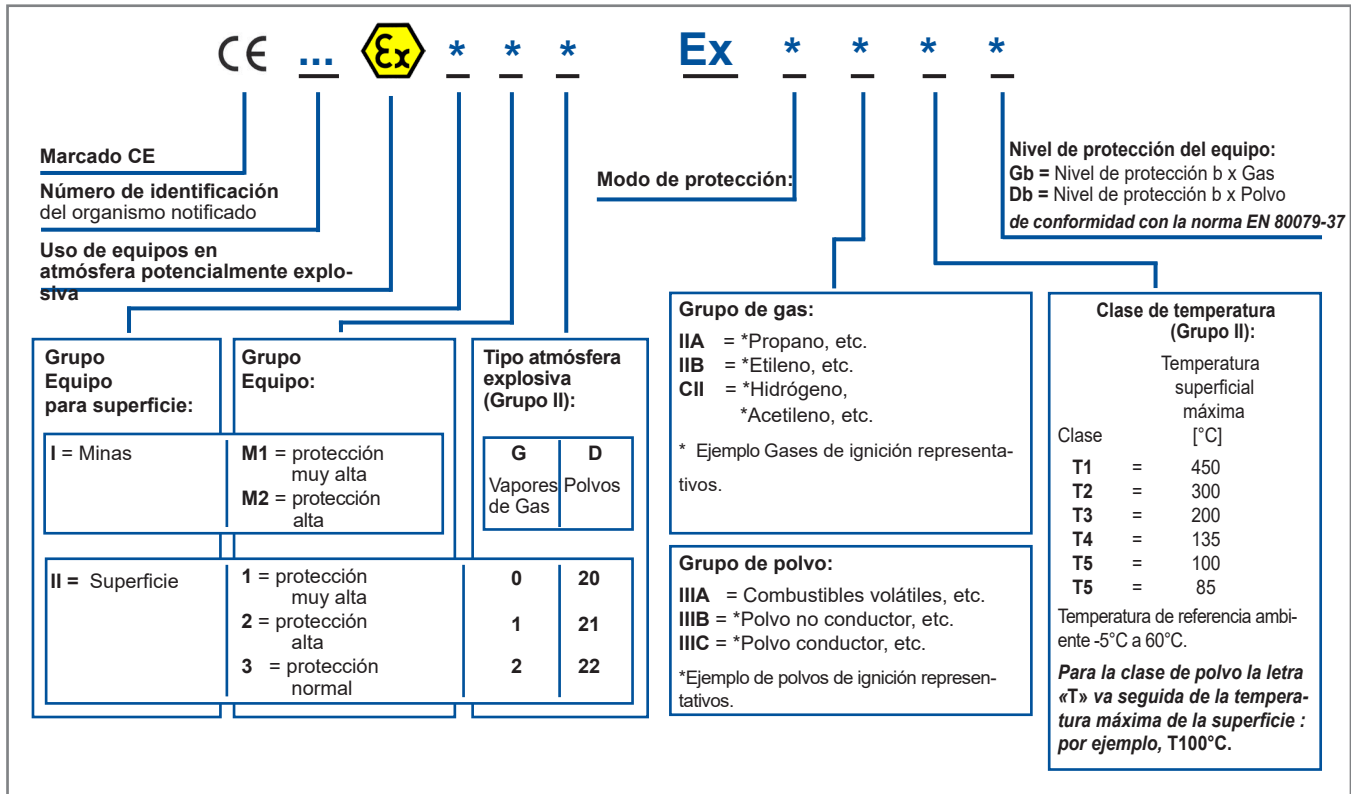 CE ... Ex * * * Ex * * * *
Marcado CE
Número de identificación
del organismo notificado
Uso de equipos en
atmósfera potencialmente explo-
siva
Modo de protección:
Nivel de protección del equipo:
Gb = Nivel de protección b x Gas
Db = Nivel de protección b x Polvo
de conformidad con la norma EN 80079-37
Grupo
Equipo
para superficie:
Grupo
Equipo:
Tipo atmósfera
explosiva
(Grupo II):
I = Minas
M1 = protección
muy alta
M2 = protección
alta
G D
Vapores Polvos
de Gas
II = Superficie
1 = protección
muy alta
2 = protección
alta
3 = protección
normal
0 20
1 21
2 22
Grupo de gas:
IIA = *Propano, etc.
IIB = *Etileno, etc.
CII = *Hidrógeno,
*Acetileno, etc.
* Ejemplo Gases de ignición representa-
tivos.
Grupo de polvo:
IIIA = Combustibles volátiles, etc.
IIIB = *Polvo no conductor, etc.
IIIC = *Polvo conductor, etc.
*Ejemplo de polvos de ignición represen-
tativos.
Clase de temperatura
(Grupo II):
Temperatura
superficial
máxima
Clase [°C]
T1 = 450
T2 = 300
T3 = 200
T4 = 135
T5 = 100
T5 = 85
Temperatura de referencia ambi-
ente -5°C a 60°C.
Para la clase de polvo la letra
«T» va seguida de la tempera-
tura máxima de la superficie :
por ejemplo, T100°C.